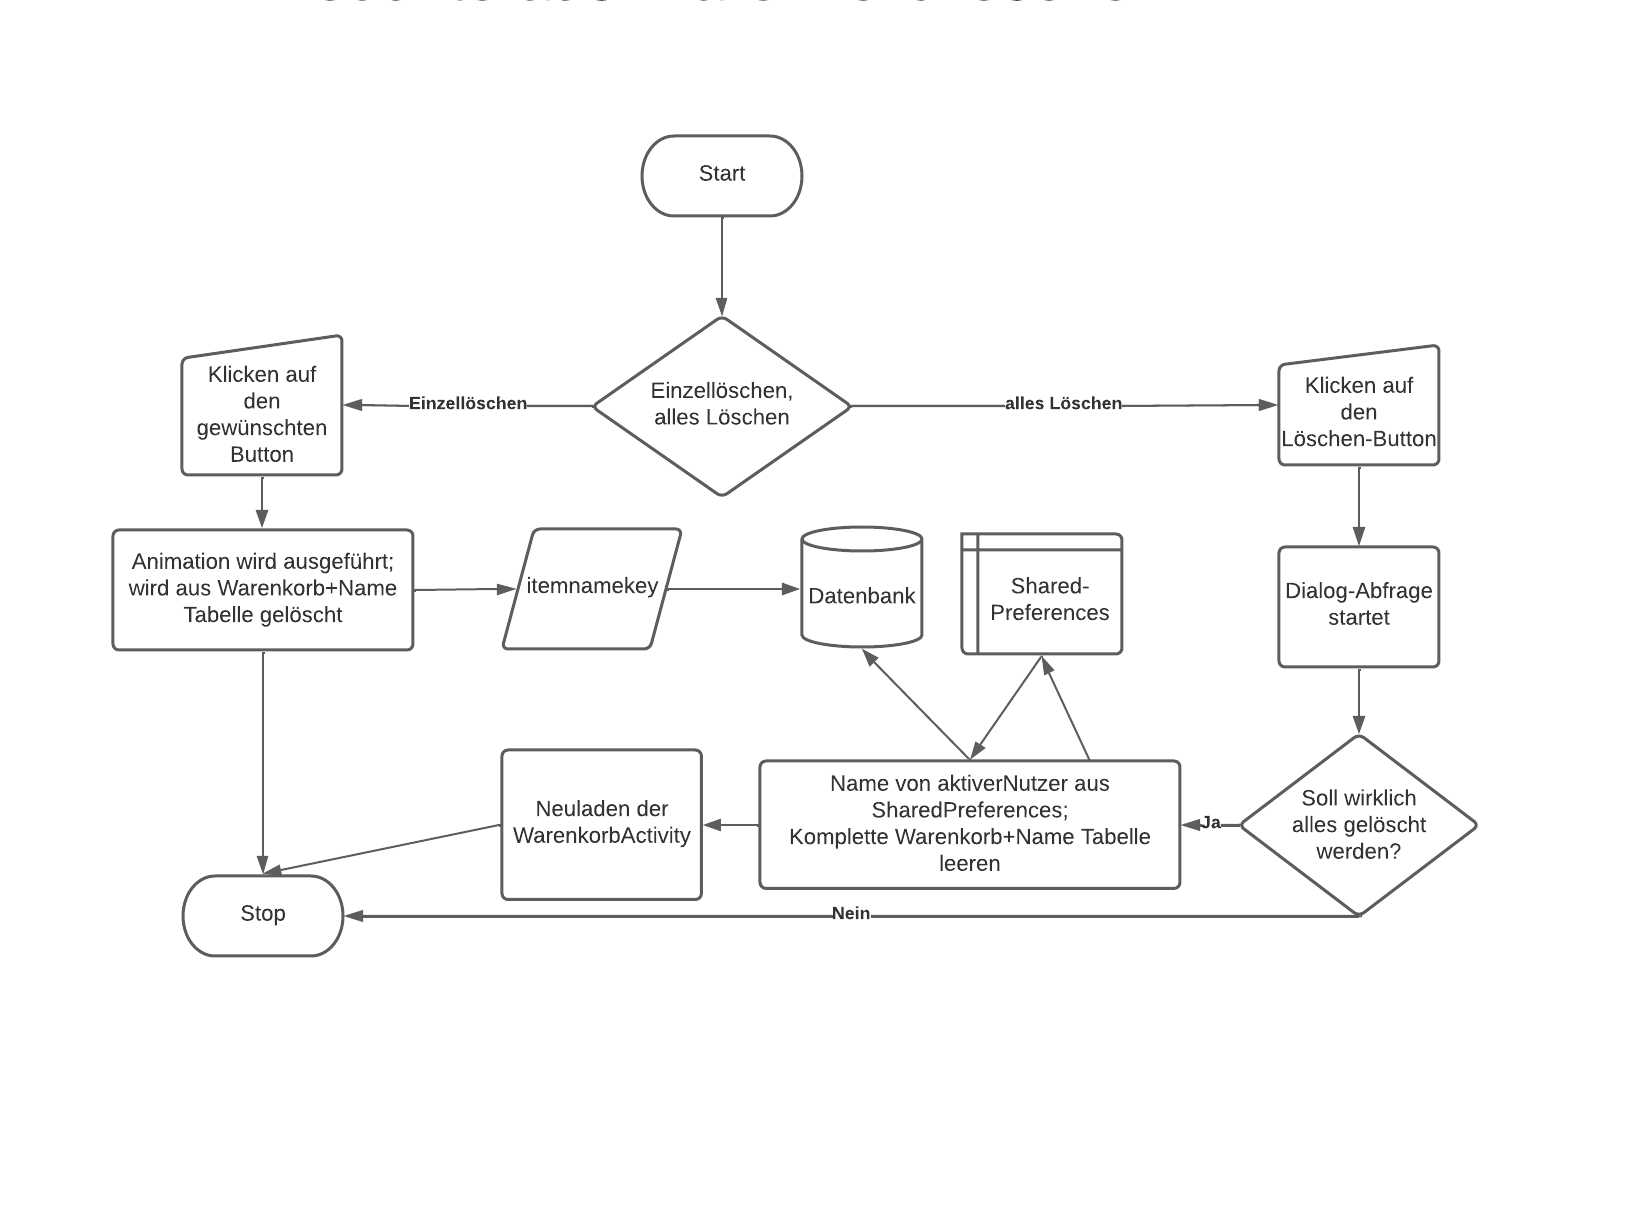 Start
Einzellöschen,
alles Löschen
Einzellöschen
alles Löschen
Klicken auf
den
gewünschten
Button
Klicken auf
den
Löschen-Button
Animation wird ausgeführt;
wird aus Warenkorb+Name
Tabelle gelöscht
itemnamekey
Datenbank
Shared-
Preferences
Dialog-Abfrage
startet
Neuladen der
WarenkorbActivity
Name von aktiverNutzer aus
SharedPreferences;
Komplette Warenkorb+Name Tabelle
leeren
Ja
Soll wirklich
alles gelöscht
werden?
Stop
Nein